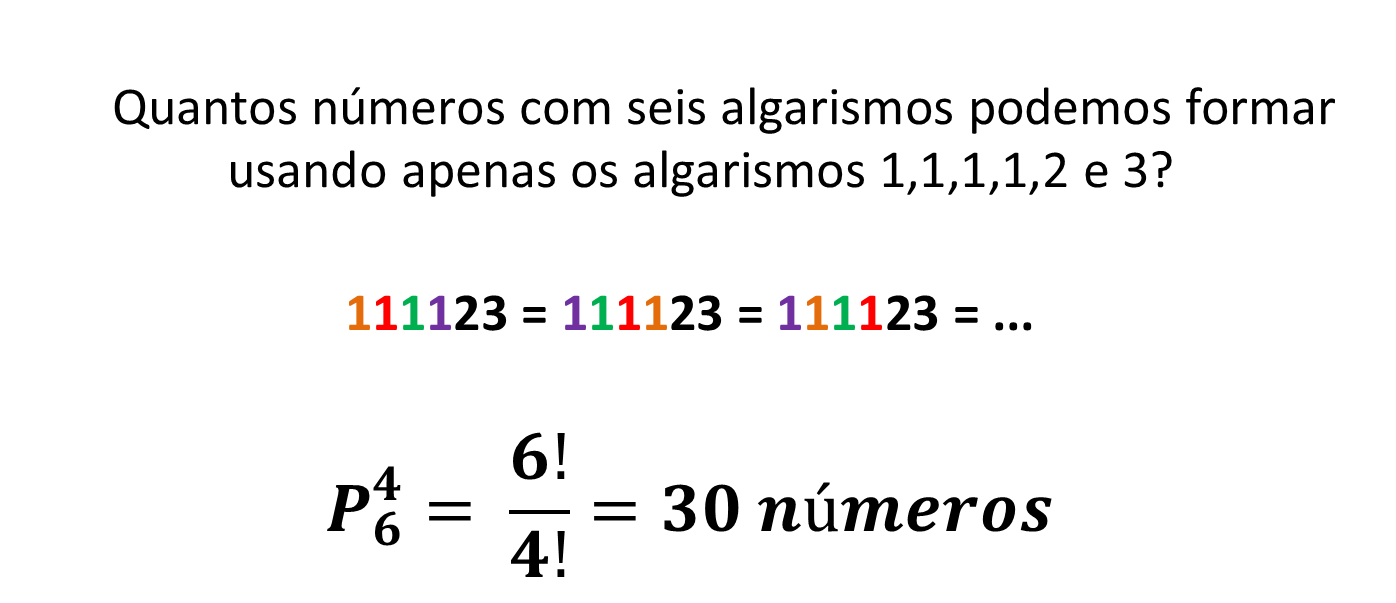 Quantos números com seis algarismos podemos formar
usando apenas os algarismos 1,1,1,1,2 e 3?
111123 = 111123 = 111123 = ...
P₆⁴ = 6!/4! = 30 números